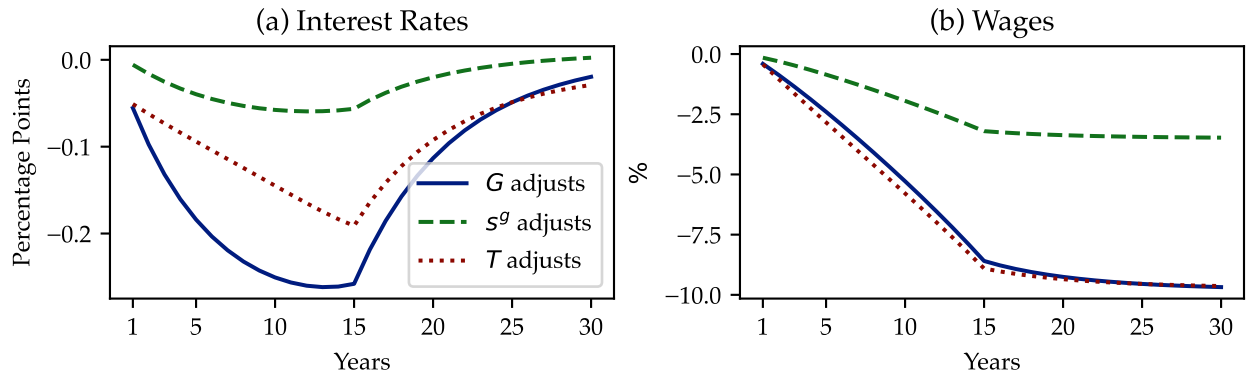 (a) Interest Rates
Percentage Points
0.0
−0.1
−0.2
G adjusts
s^g adjusts
T adjusts
1 5 10 15 20 25 30
Years
(b) Wages
%
0.0
−2.5
−5.0
−7.5
−10.0
1 5 10 15 20 25 30
Years